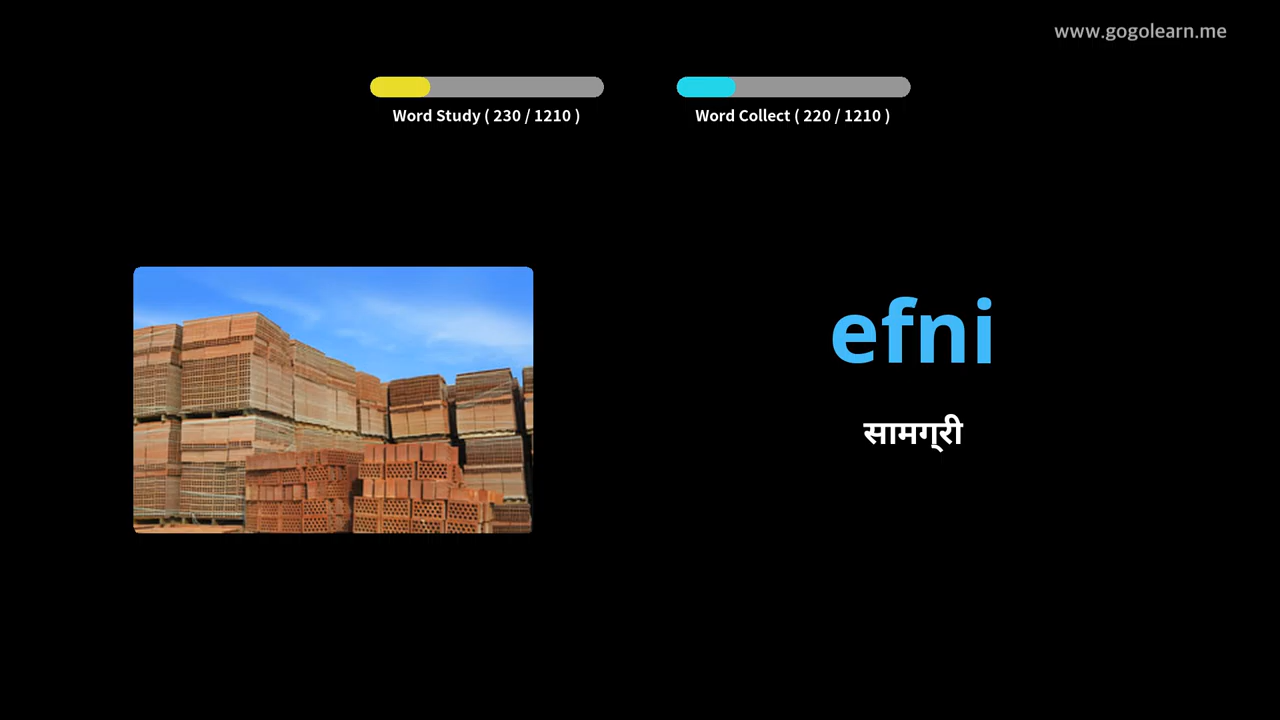 www.gogolearn.me
Word Study ( 230 / 1210 )
Word Collect ( 220 / 1210 )
efni
सामग्री